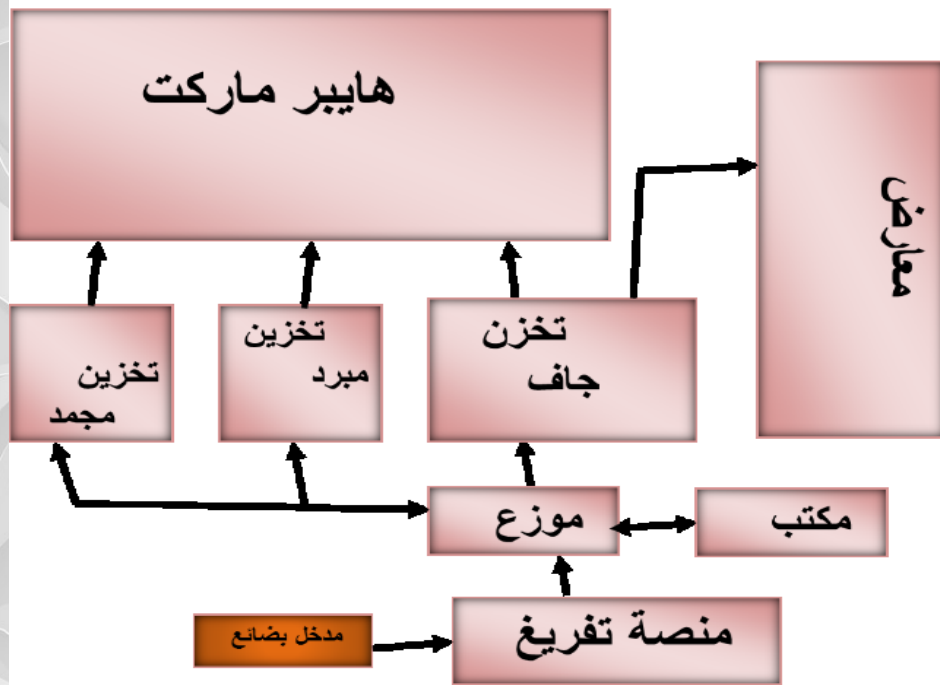 هايبر ماركت
معارض
تخزن
جاف
تخزين
مبرد
تخزين
مجمد
موزع
مكتب
منصة تفريغ
مدخل بضائع